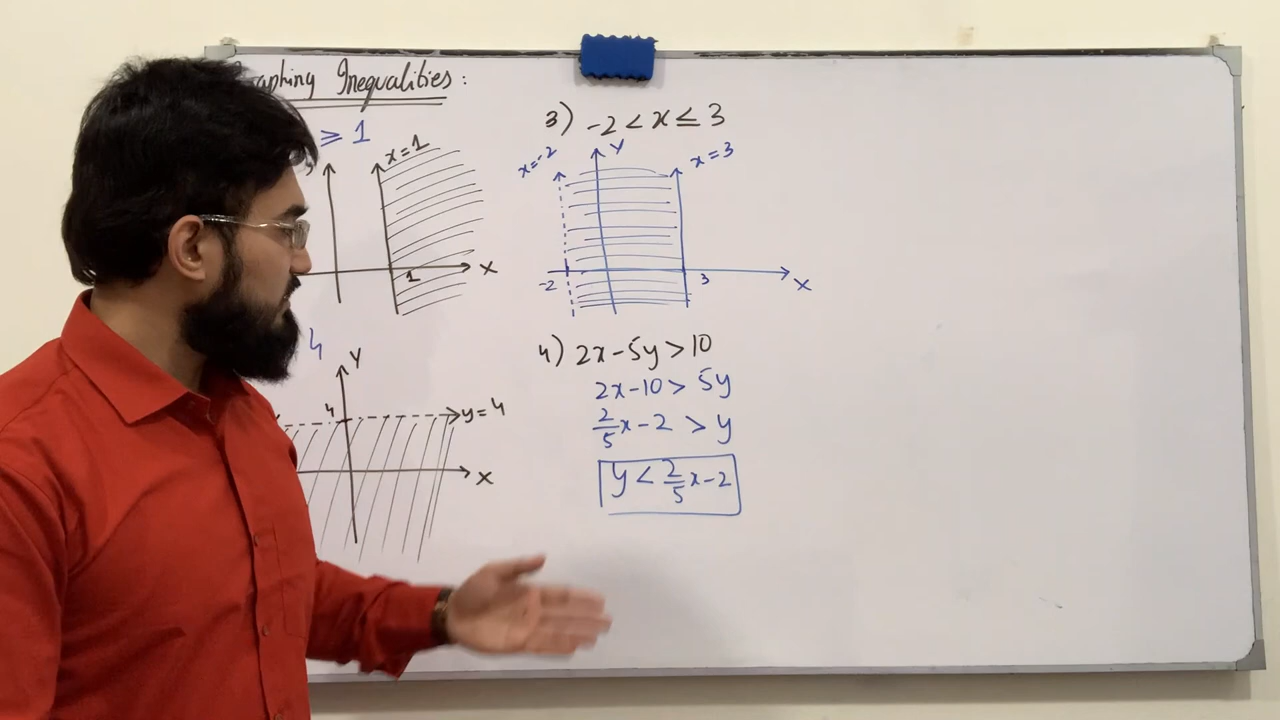 Graphing Inequalities:
≥ 1
x=1
1
X
4
Y
4
y=4
X
3) -2 < x ≤ 3
x=-2
Y
x=3
-2
3
X
4) 2x-5y>10
2x-10 > 5y
2/5x-2 > y
y < 2/5x-2